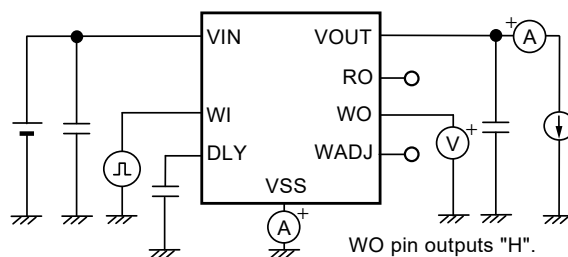 VIN
VOUT
A
+
RO
WI
WO
+
V
DLY
WADJ
VSS
+
A
WO pin outputs "H".